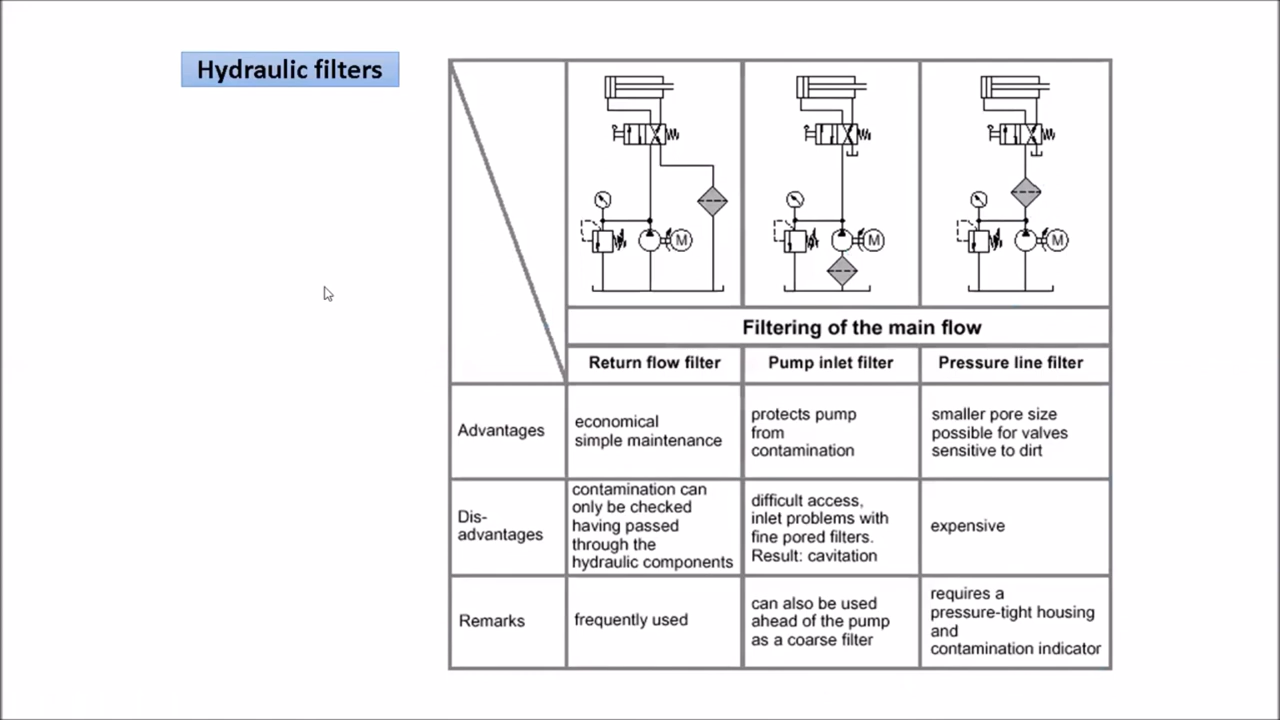 Hydraulic filters
M
M
M
Filtering of the main flow
Return flow filter
Pump inlet filter
Pressure line filter
Advantages
economical
simple maintenance
protects pump
from
contamination
smaller pore size
possible for valves
sensitive to dirt
Dis-
advantages
contamination can
only be checked
having passed
through the
hydraulic components
difficult access,
inlet problems with
fine pored filters.
Result: cavitation
expensive
Remarks
frequently used
can also be used
ahead of the pump
as a coarse filter
requires a
pressure-tight housing
and
contamination indicator